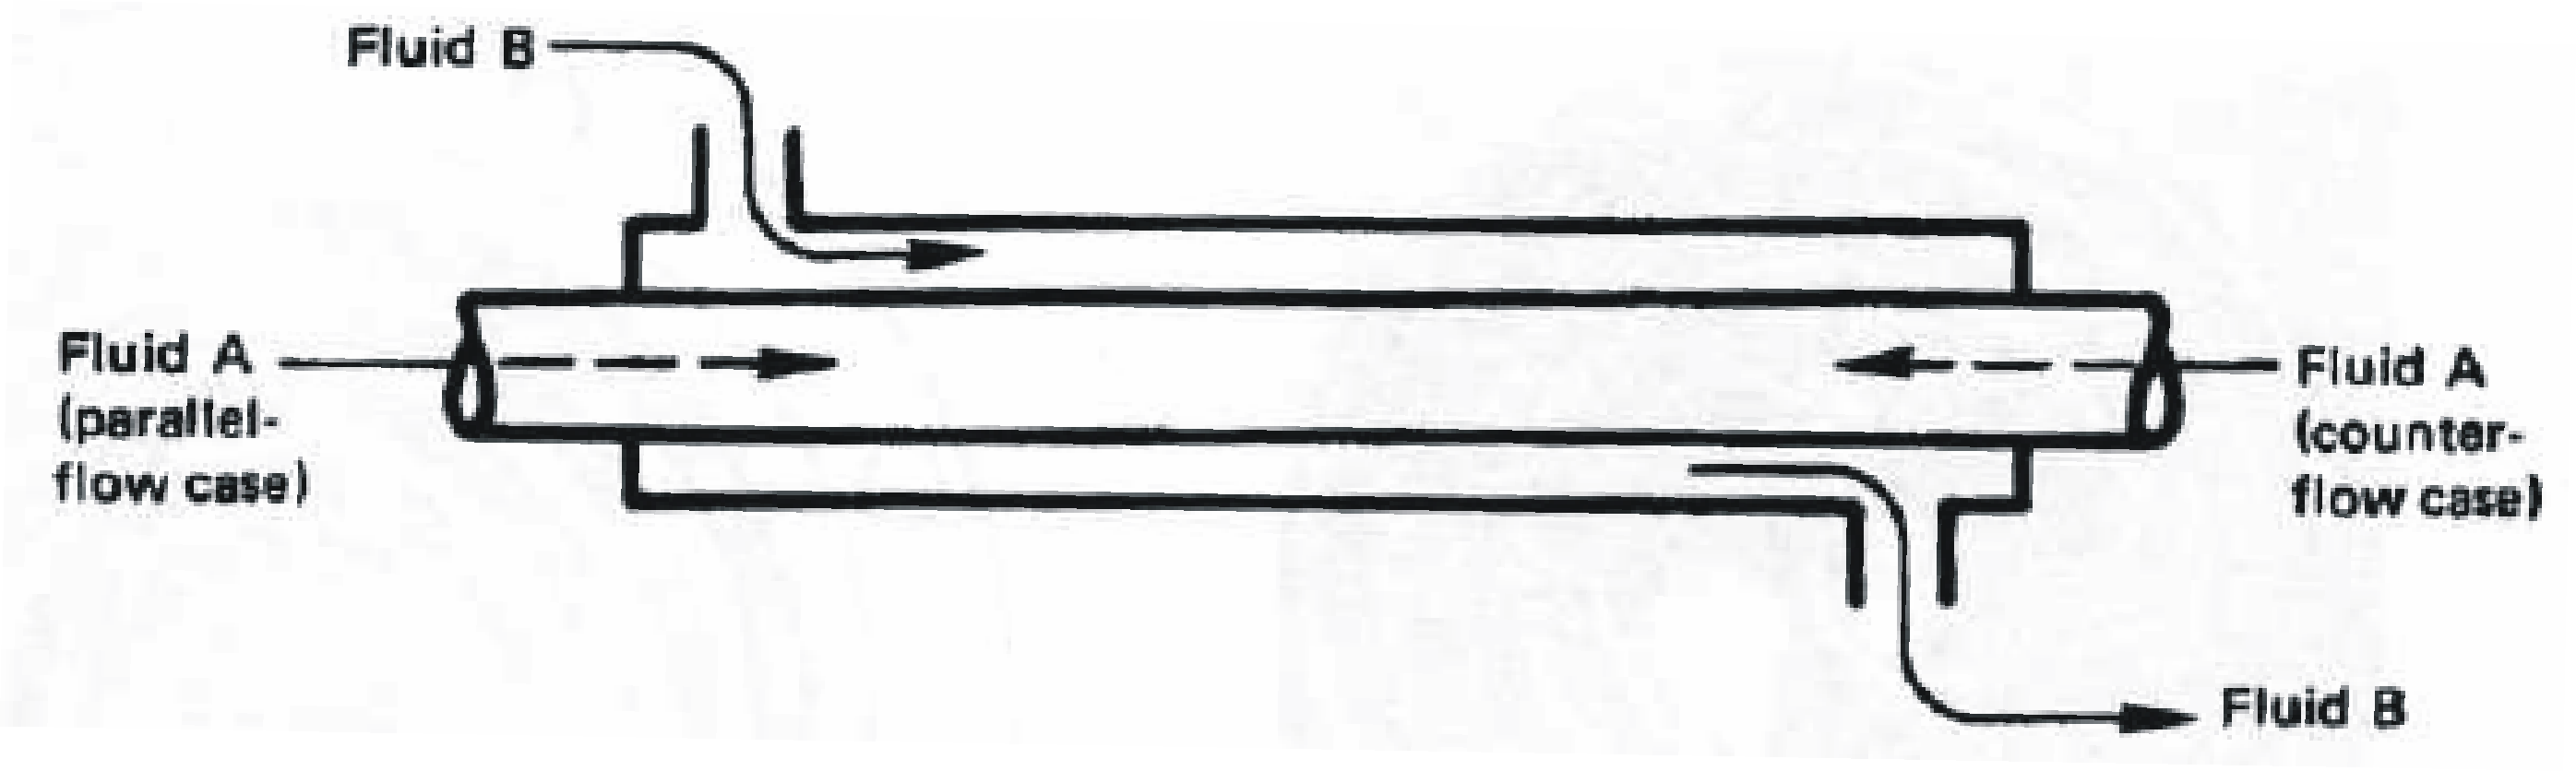 Fluid B
Fluid A
(parallel-
flow case)
Fluid A
(counter-
flow case)
Fluid B